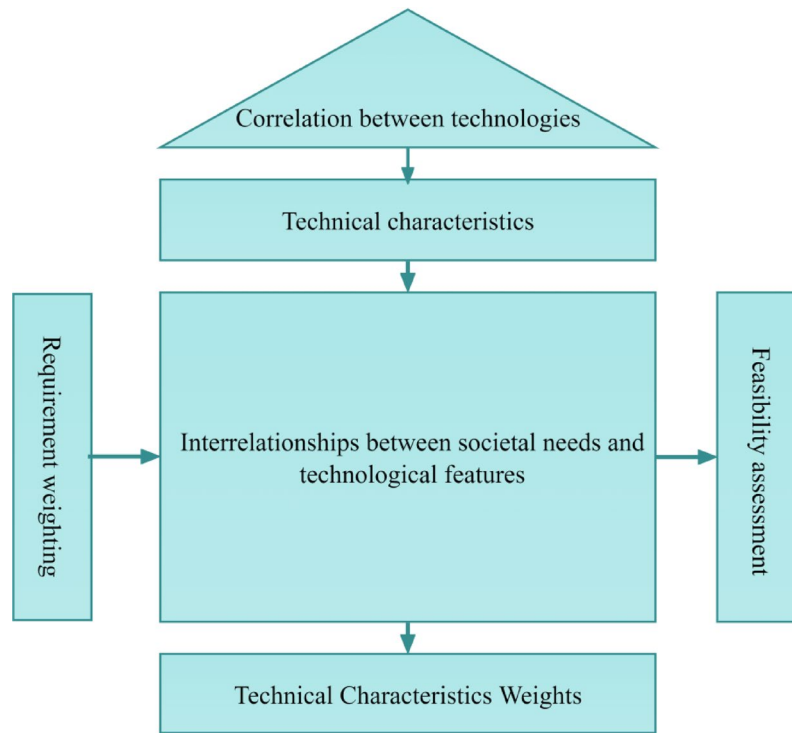 Correlation between technologies
Technical characteristics
Requirement weighting
Interrelationships between societal needs and
technological features
Feasibility assessment
Technical Characteristics Weights